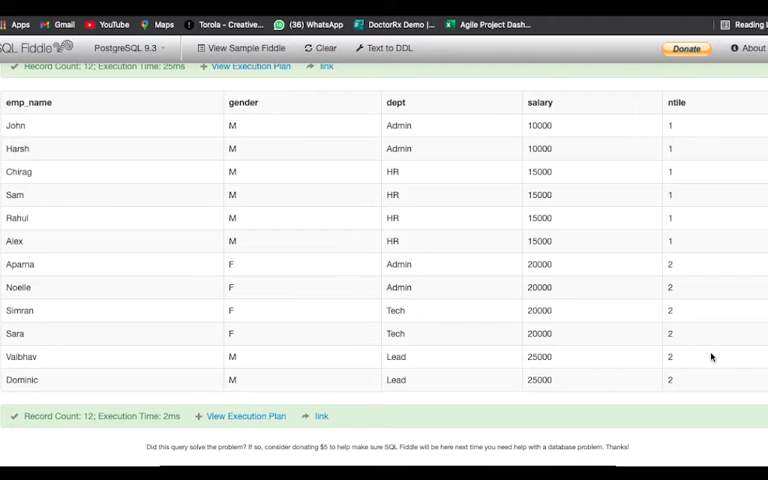 Apps Gmail YouTube Maps Torola - Creative... (36) WhatsApp DoctorRx Demo |... Agile Project Dash... Reading L
SQL Fiddle PostgreSQL 9.3 View Sample Fiddle Clear Text to DDL Donate About
Record Count: 12; Execution Time: 25ms View Execution Plan link
emp_name gender dept salary ntile
John M Admin 10000 1
Harsh M Admin 10000 1
Chirag M HR 15000 1
Sam M HR 15000 1
Rahul M HR 15000 1
Alex M HR 15000 1
Aparna F Admin 20000 2
Noelle F Admin 20000 2
Simran F Tech 20000 2
Sara F Tech 20000 2
Vaibhav M Lead 25000 2
Dominic M Lead 25000 2
Record Count: 12; Execution Time: 2ms View Execution Plan link
Did this query solve the problem? If so, consider donating $5 to help make sure SQL Fiddle will be here next time you need help with a database problem. Thanks!